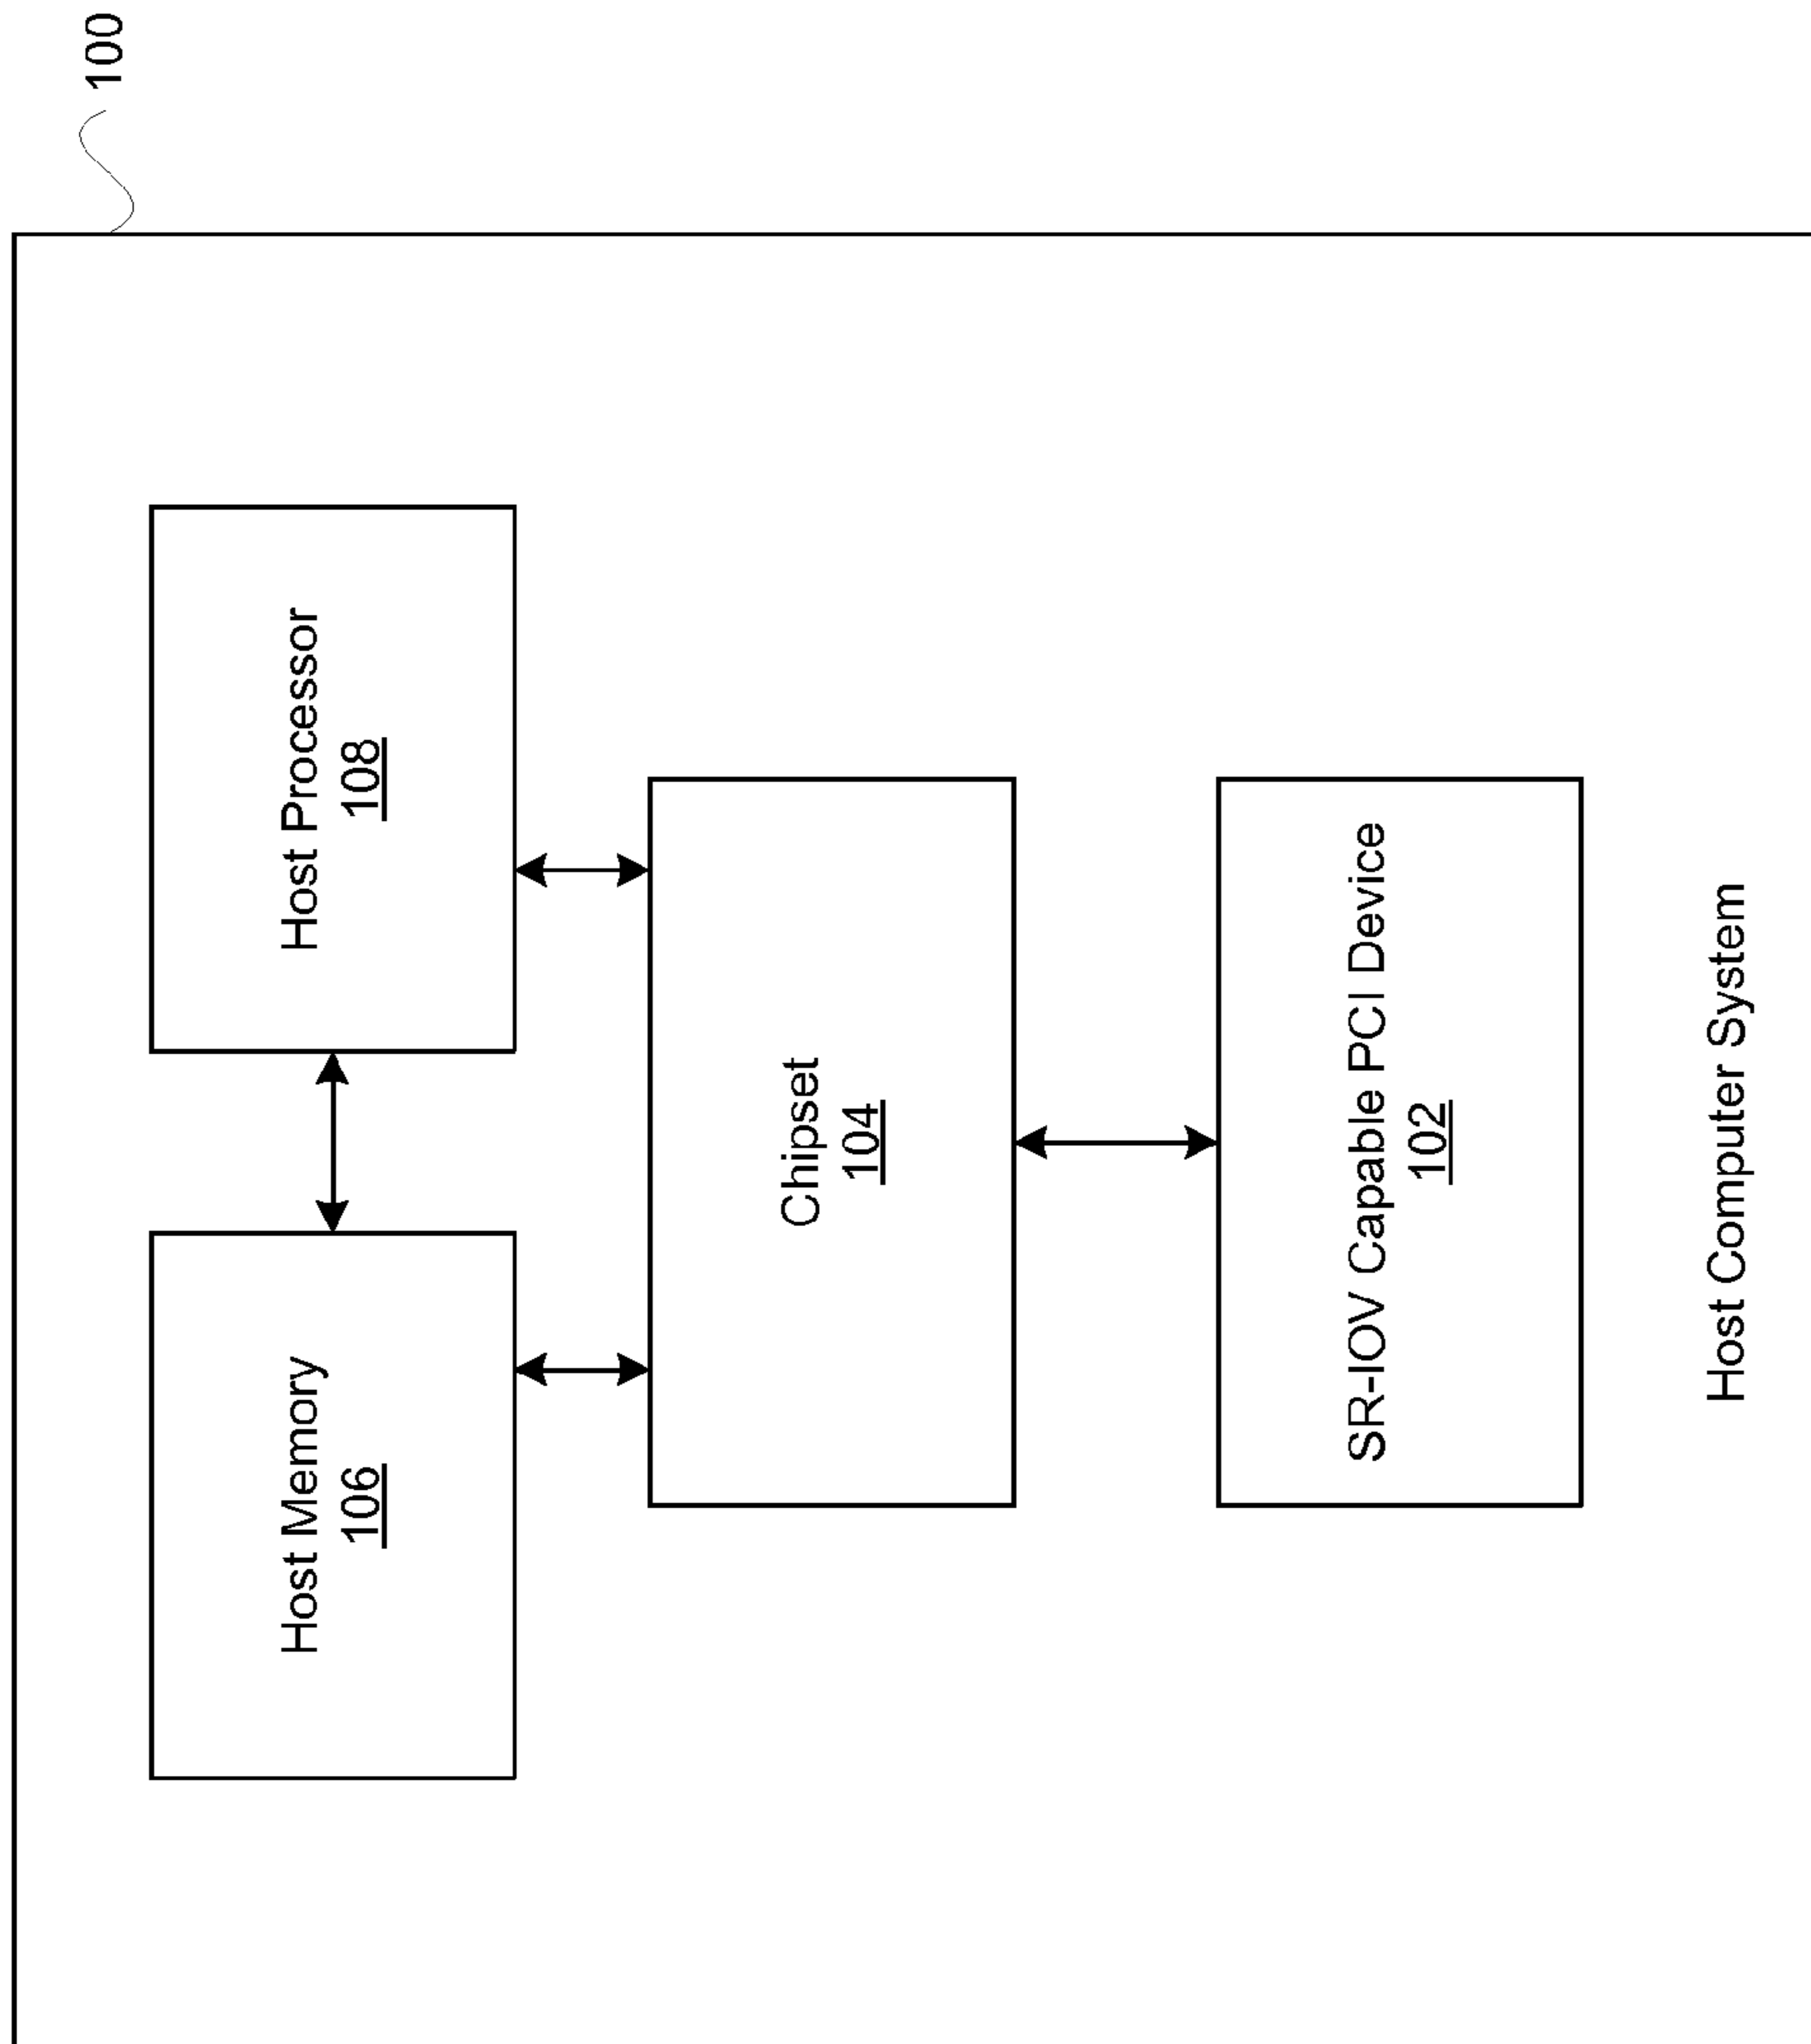 100
Host Memory
106
Host Processor
108
Chipset
104
SR-IOV Capable PCI Device
102
Host Computer System